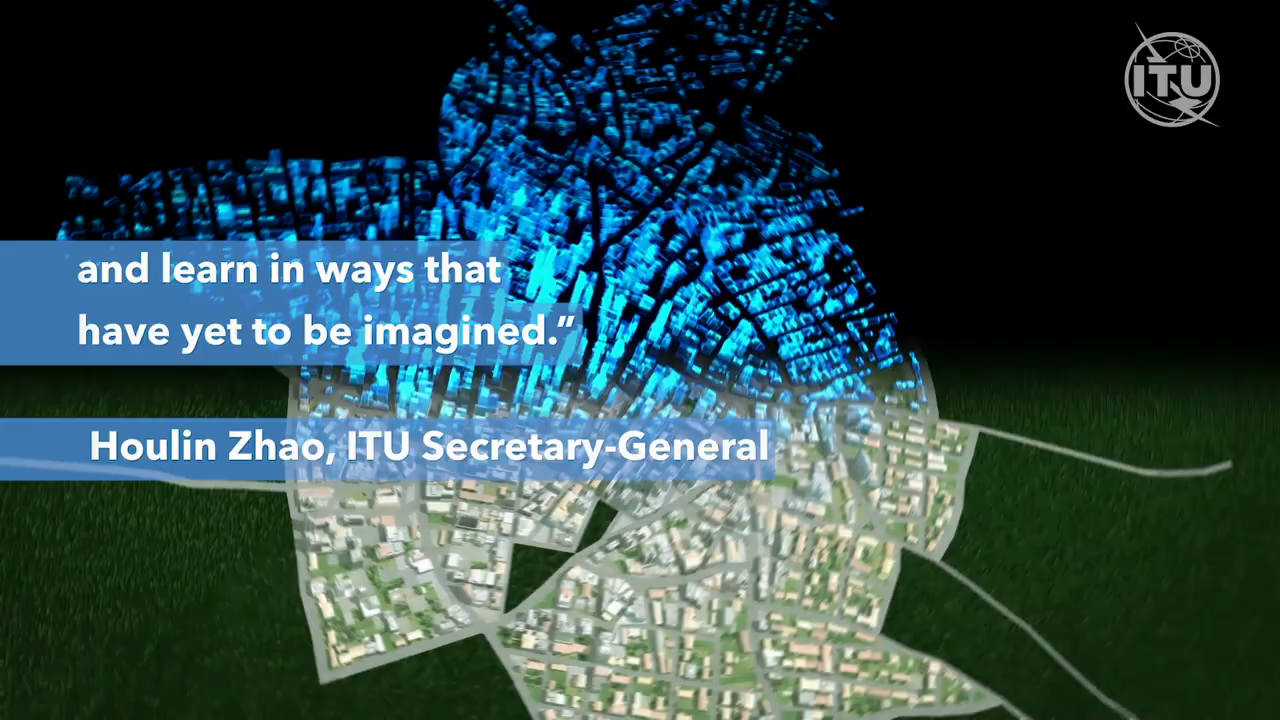 ITU
and learn in ways that
have yet to be imagined.”
Houlin Zhao, ITU Secretary-General